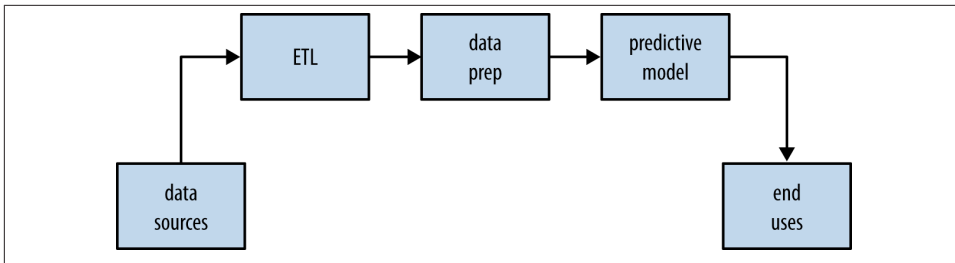 ETL
data
prep
predictive
model
data
sources
end
uses